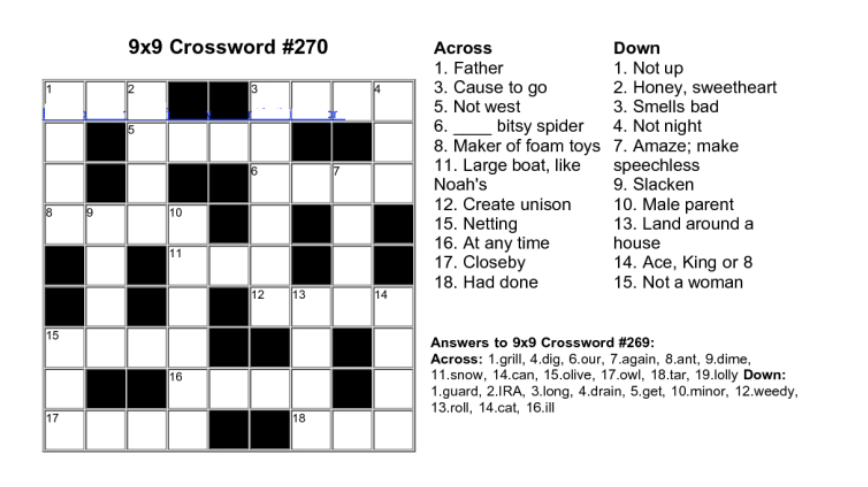 9x9 Crossword #270
1 2 3 4
5
6 7
8 9 10
11
12 13 14
15
16
17 18
Across
1. Father
3. Cause to go
5. Not west
6. ____ bitsy spider
8. Maker of foam toys
11. Large boat, like
Noah's
12. Create unison
15. Netting
16. At any time
17. Closeby
18. Had done
Down
1. Not up
2. Honey, sweetheart
3. Smells bad
4. Not night
7. Amaze; make
speechless
9. Slacken
10. Male parent
13. Land around a
house
14. Ace, King or 8
15. Not a woman
Answers to 9x9 Crossword #269:
Across: 1.grill, 4.dig, 6.our, 7.again, 8.ant, 9.dime,
11.snow, 14.can, 15.olive, 17.owl, 18.tar, 19.lolly Down:
1.guard, 2.IRA, 3.long, 4.drain, 5.get, 10.minor, 12.weedy,
13.roll, 14.cat, 16.ill